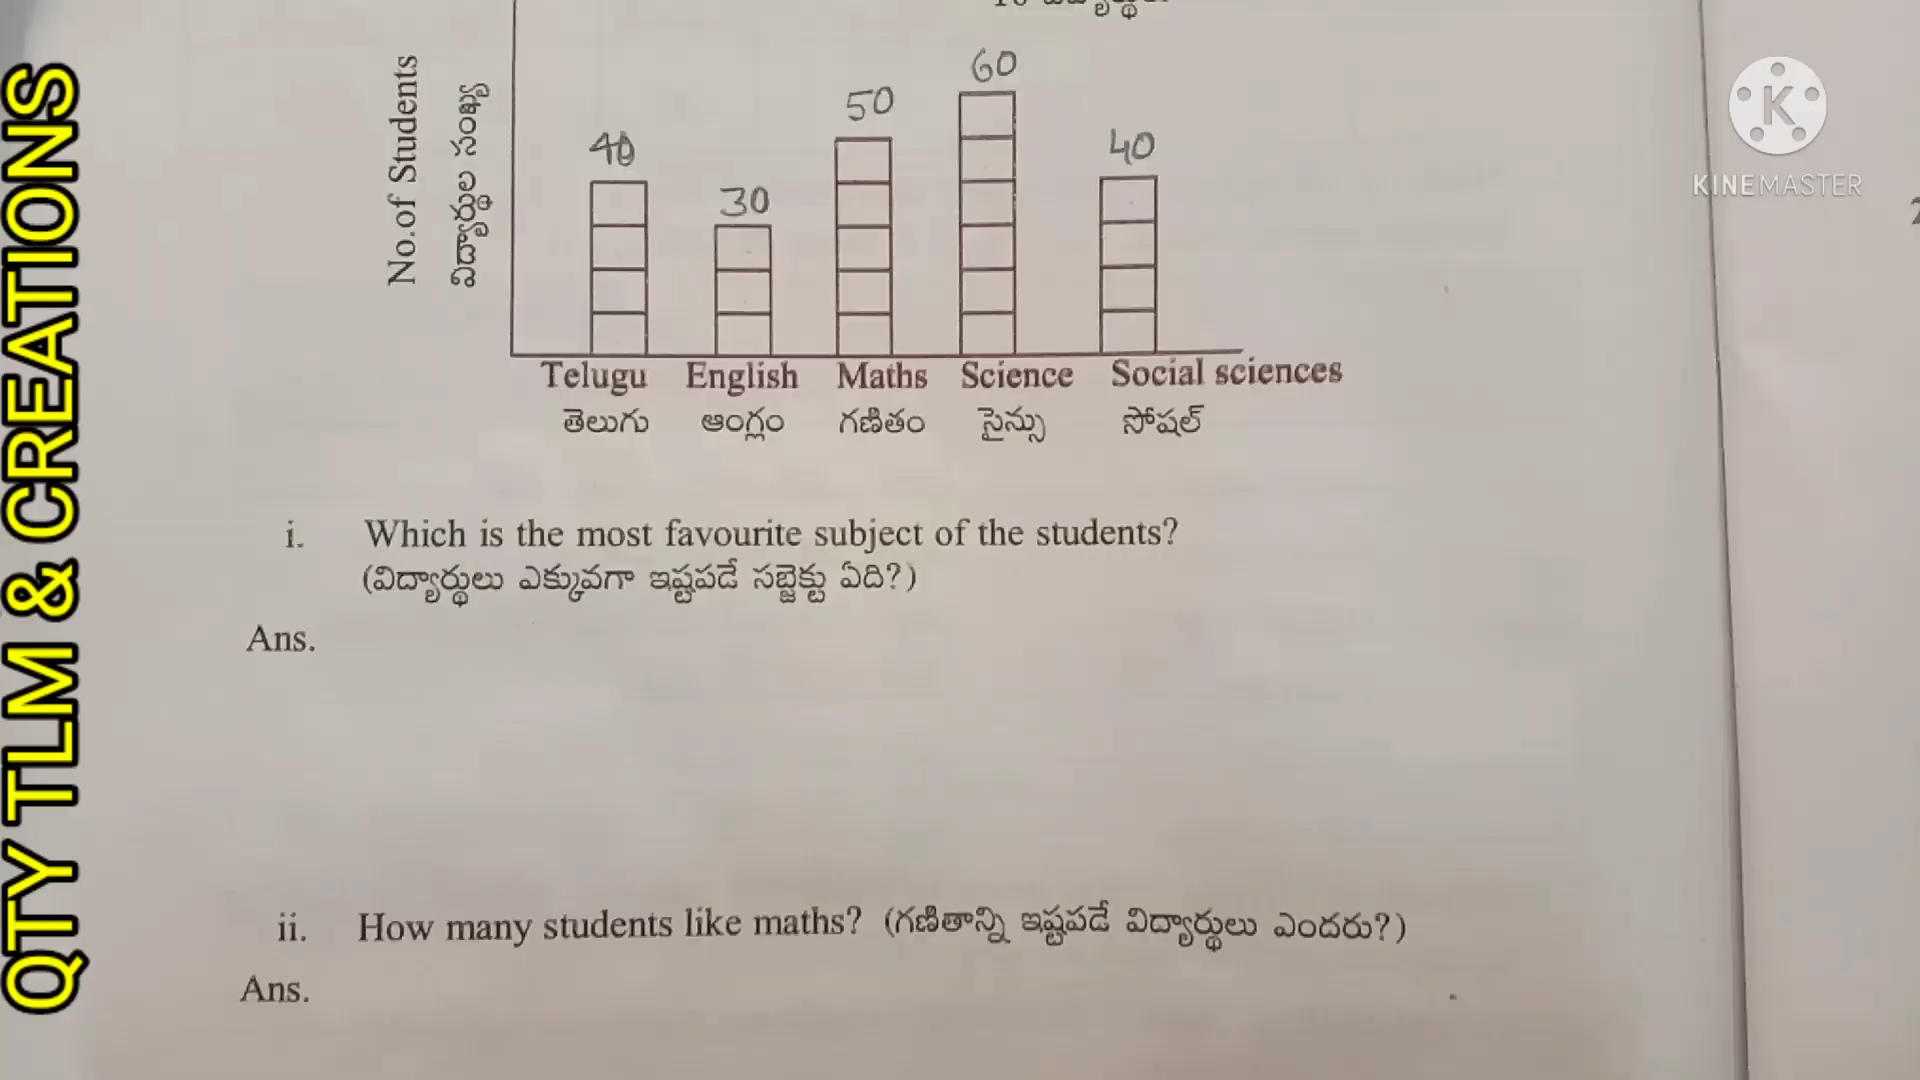 QTY TLM & CREATIONS
No.of Students
విద్యార్థుల సంఖ్య
40
30
50
60
40
Telugu English Maths Science Social sciences
తెలుగు ఆంగ్లం గణితం సైన్సు సోషల్
i. Which is the most favourite subject of the students?
(విద్యార్థులు ఎక్కువగా ఇష్టపడే సబ్జెక్టు ఏది?)
Ans.
ii. How many students like maths? (గణితాన్ని ఇష్టపడే విద్యార్థులు ఎందరు?)
Ans.
K
KINEMASTER